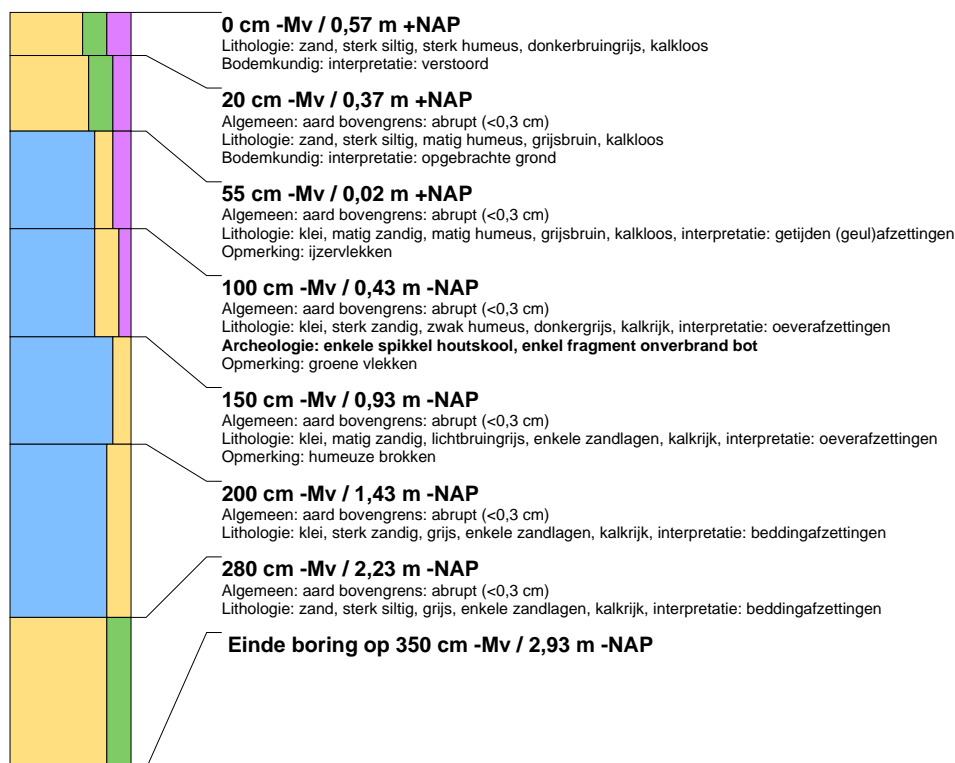 0 cm -Mv / 0,57 m +NAP
Lithologie: zand, sterk siltig, sterk humeus, donkerbruingrijs, kalkloos
Bodemkundig: interpretatie: verstoord
20 cm -Mv / 0,37 m +NAP
Algemeen: aard bovengrens: abrupt (<0,3 cm)
Lithologie: zand, sterk siltig, matig humeus, grijsbruin, kalkloos
Bodemkundig: interpretatie: opgebrachte grond
55 cm -Mv / 0,02 m +NAP
Algemeen: aard bovengrens: abrupt (<0,3 cm)
Lithologie: klei, matig zandig, matig humeus, grijsbruin, kalkloos, interpretatie: getijden (geul)afzettingen
Opmerking: ijzervlekken
100 cm -Mv / 0,43 m -NAP
Algemeen: aard bovengrens: abrupt (<0,3 cm)
Lithologie: klei, sterk zandig, zwak humeus, donkergrijs, kalkrijk, interpretatie: oeverafzettingen
Archeologie: enkele spikkel houtskool, enkel fragment onverbrand bot
Opmerking: groene vlekken
150 cm -Mv / 0,93 m -NAP
Algemeen: aard bovengrens: abrupt (<0,3 cm)
Lithologie: klei, matig zandig, lichtbruingrijs, enkele zandlagen, kalkrijk, interpretatie: oeverafzettingen
Opmerking: humeuze brokken
200 cm -Mv / 1,43 m -NAP
Algemeen: aard bovengrens: abrupt (<0,3 cm)
Lithologie: klei, sterk zandig, grijs, enkele zandlagen, kalkrijk, interpretatie: beddingafzettingen
280 cm -Mv / 2,23 m -NAP
Algemeen: aard bovengrens: abrupt (<0,3 cm)
Lithologie: zand, sterk siltig, grijs, enkele zandlagen, kalkrijk, interpretatie: beddingafzettingen
Einde boring op 350 cm -Mv / 2,93 m -NAP